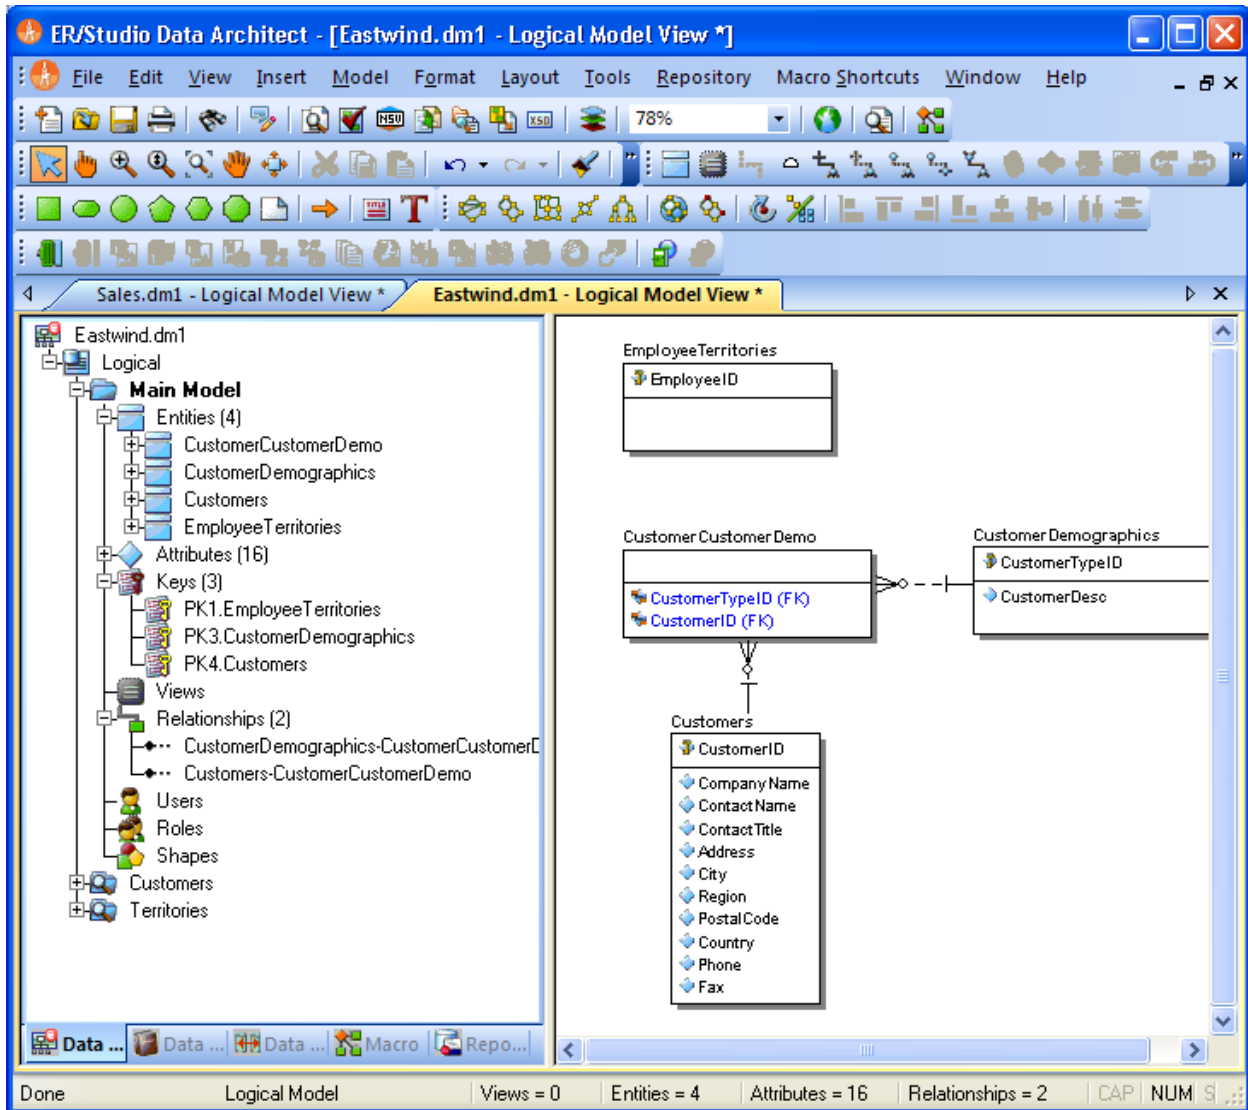 ER/Studio Data Architect - [Eastwind.dm1 - Logical Model View *]
File Edit View Insert Model Format Layout Tools Repository Macro Shortcuts Window Help
NSU XSD 78%
TITLE T
Sales.dm1 - Logical Model View * Eastwind.dm1 - Logical Model View *
Eastwind.dm1
Logical
Main Model
Entities (4)
CustomerCustomerDemo
CustomerDemographics
Customers
EmployeeTerritories
Attributes (16)
Keys (3)
PK1.EmployeeTerritories
PK3.CustomerDemographics
PK4.Customers
Views
Relationships (2)
CustomerDemographics-CustomerCustomerD
Customers-CustomerCustomerDemo
Users
Roles
Shapes
Customers
Territories
Data ... Data ... Data ... Macro Repo...
EmployeeTerritories
EmployeeID
CustomerCustomerDemo
CustomerTypeID (FK)
CustomerID (FK)
CustomerDemographics
CustomerTypeID
CustomerDesc
Customers
CustomerID
CompanyName
ContactName
ContactTitle
Address
City
Region
PostalCode
Country
Phone
Fax
Done Logical Model Views = 0 Entities = 4 Attributes = 16 Relationships = 2 CAP NUM S